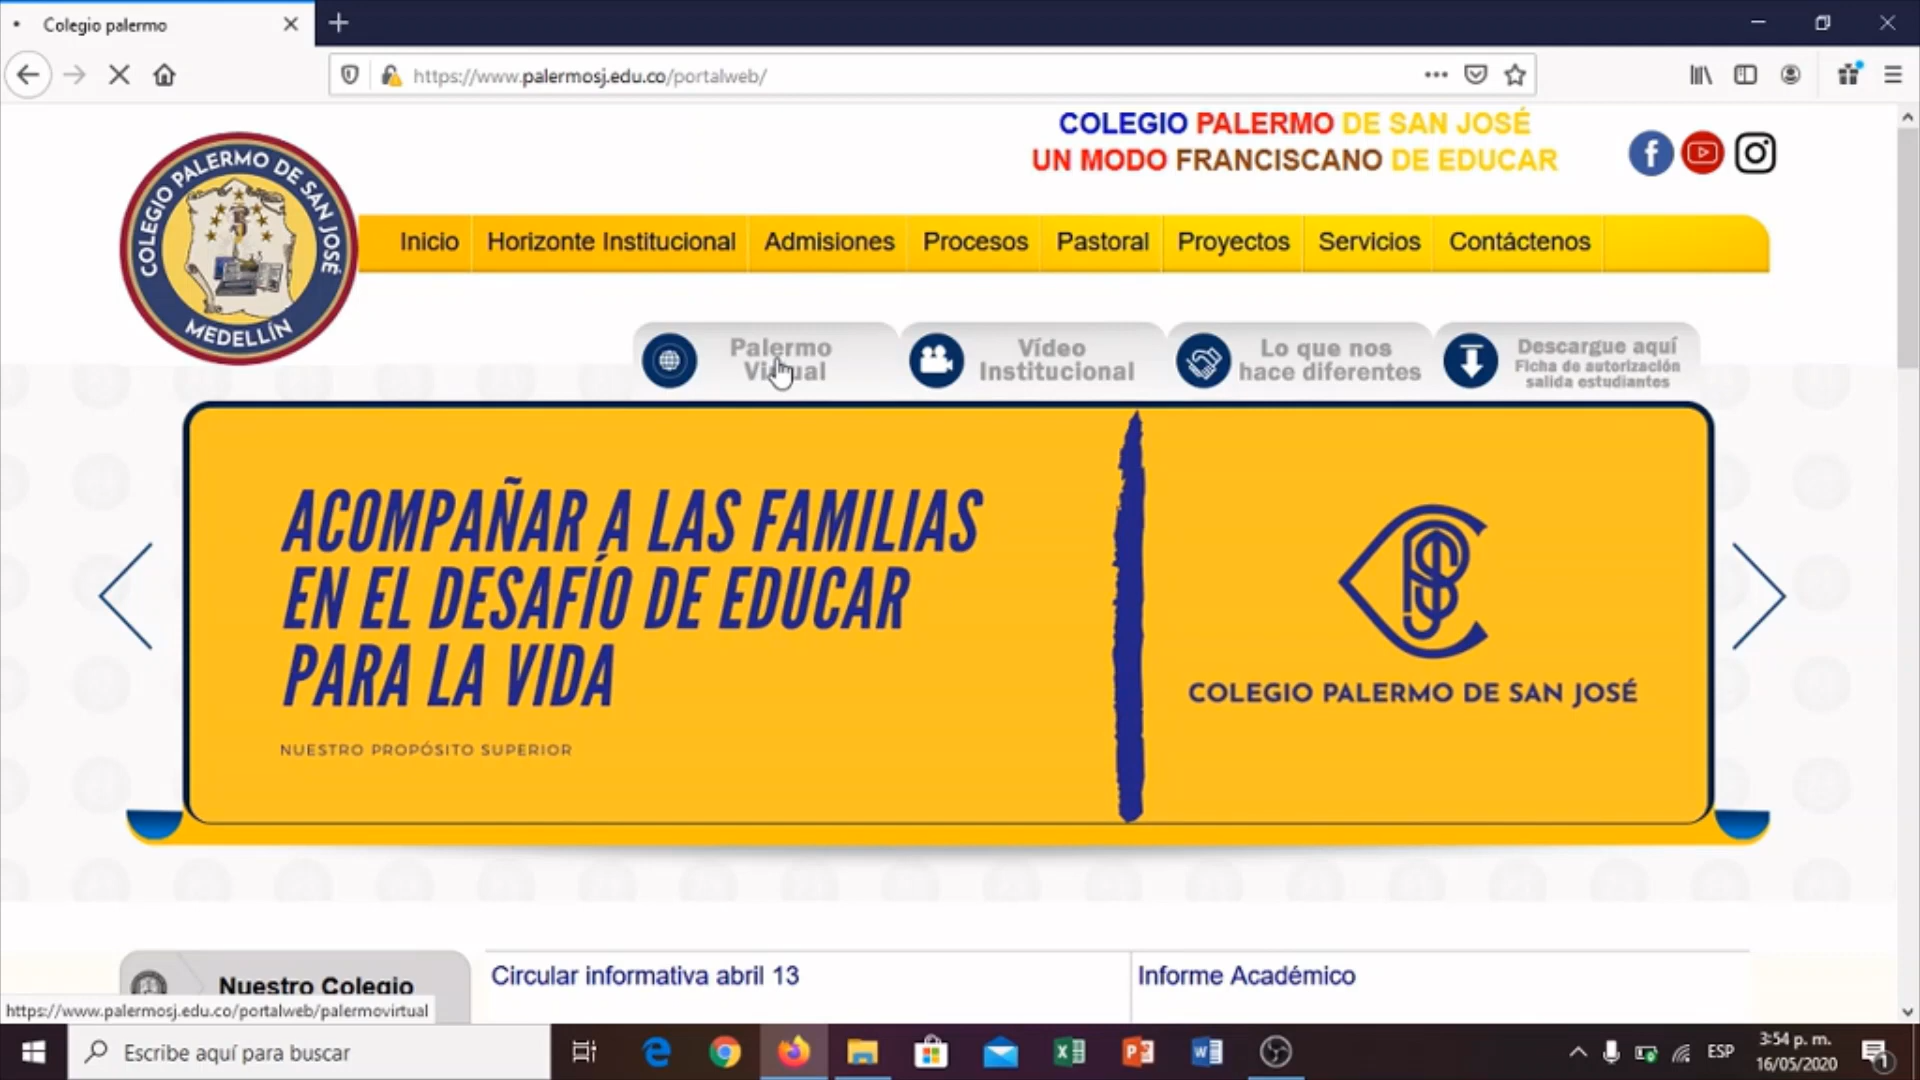 Colegio palermo
https://www.palermosj.edu.co/portalweb/
COLEGIO PALERMO DE SAN JOSÉ
UN MODO FRANCISCANO DE EDUCAR
COLEGIO PALERMO DE SAN JOSÉ
MEDELLÍN
Inicio
Horizonte Institucional
Admisiones
Procesos
Pastoral
Proyectos
Servicios
Contáctenos
Palermo
Virtual
Vídeo
Institucional
Lo que nos
hace diferentes
Descargue aquí
Ficha de autorización
salida estudiantes
ACOMPAÑAR A LAS FAMILIAS
EN EL DESAFÍO DE EDUCAR
PARA LA VIDA
NUESTRO PROPÓSITO SUPERIOR
COLEGIO PALERMO DE SAN JOSÉ
Nuestro Colegio
Circular informativa abril 13
Informe Académico
https://www.palermosj.edu.co/portalweb/palermovirtual
Escribe aquí para buscar
ESP
3:54 p. m.
16/05/2020
1